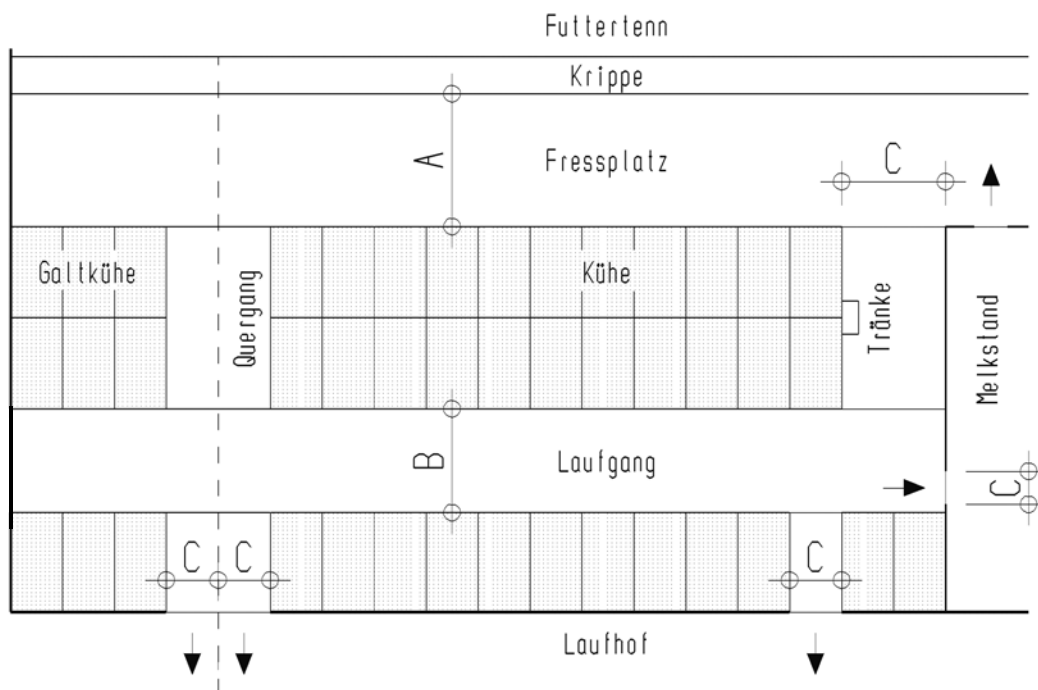 Futtertenn
Krippe
A
Fressplatz
C
Galtkühe
Quergang
Kühe
Tränke
Melkstand
B
Laufgang
C
C
C
C
Laufhof